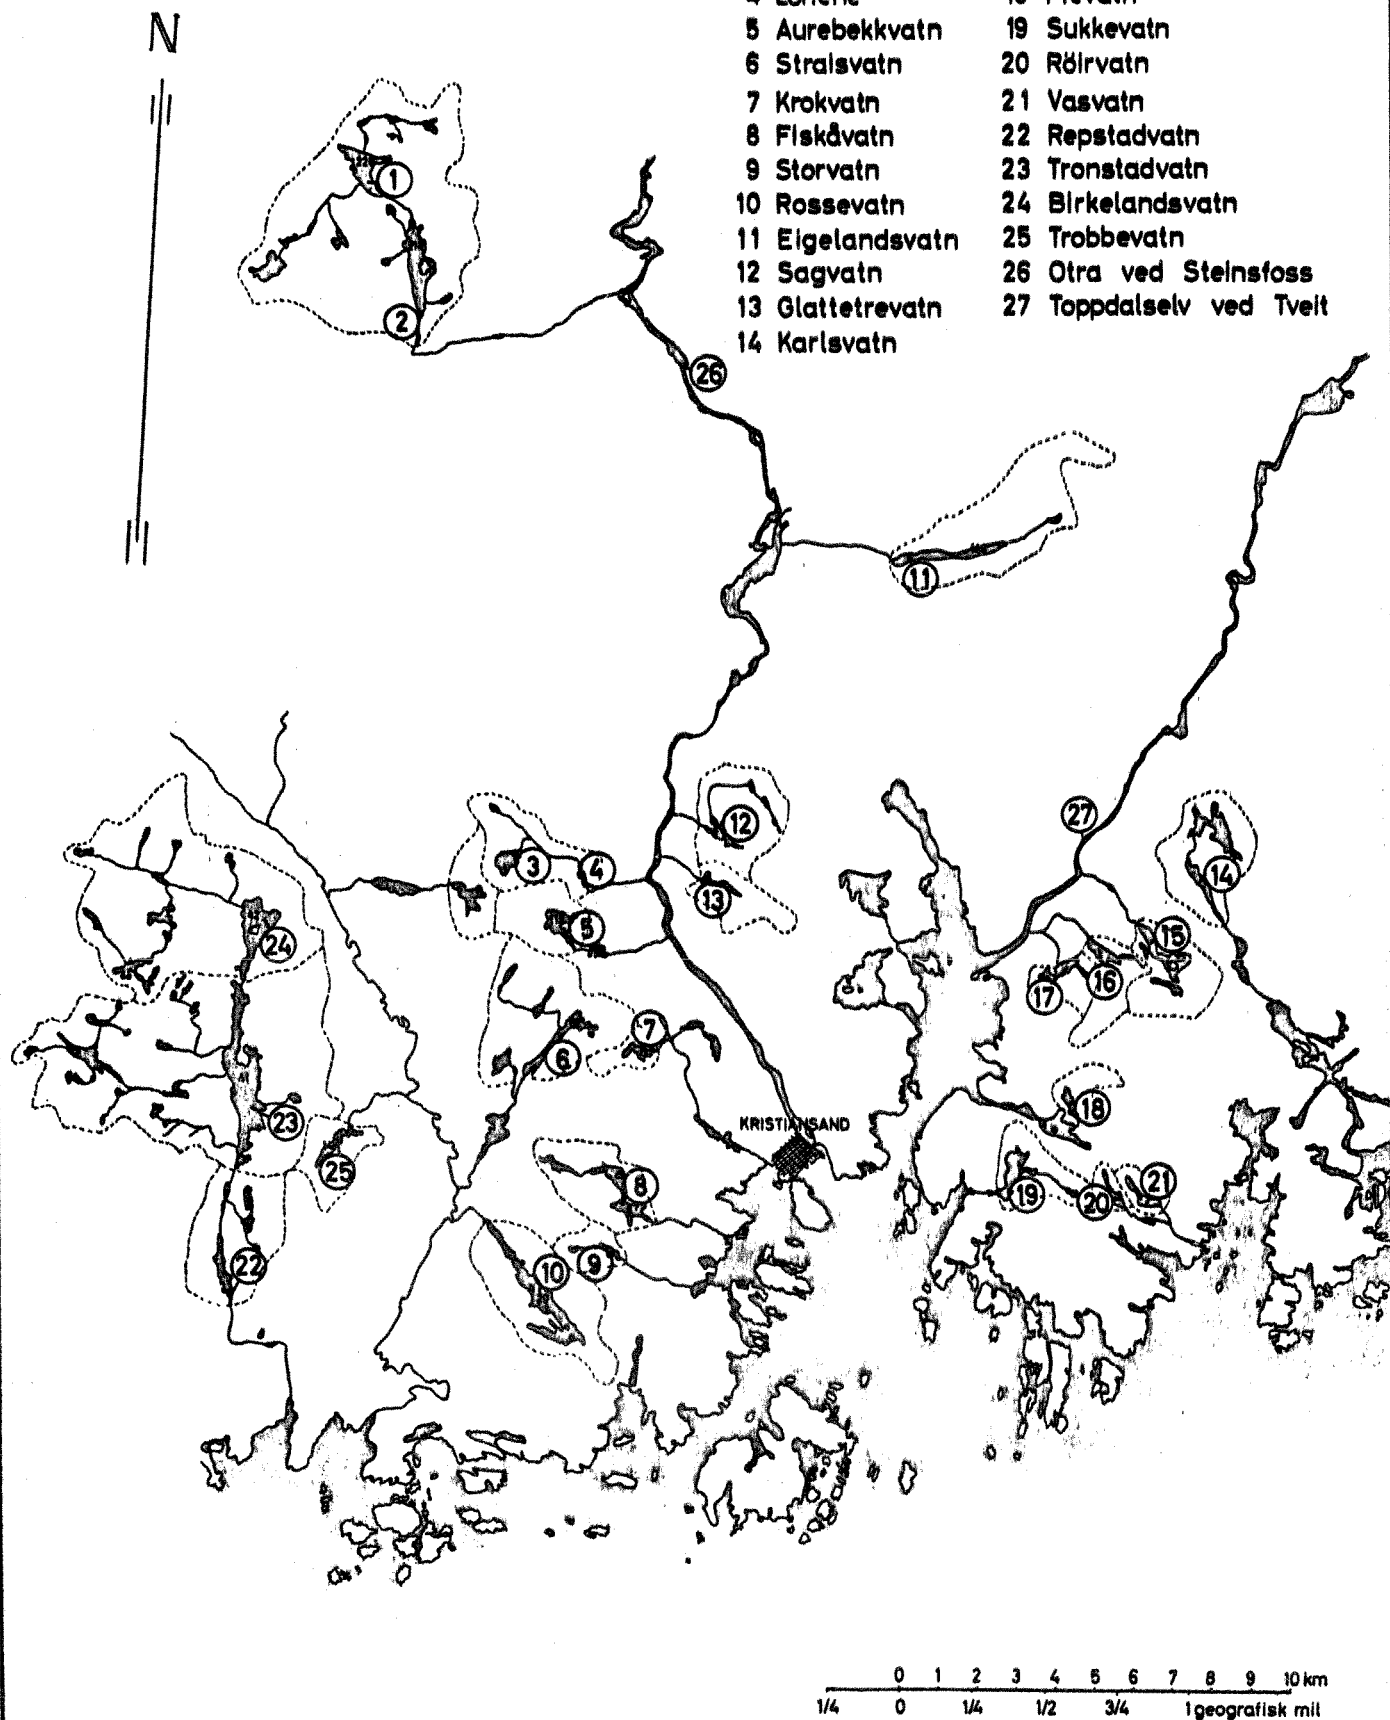 N
5 Aurebekkvatn
6 Stralsvatn
7 Krokvatn
8 Fiskåvatn
9 Storvatn
10 Rossevatn
11 Eigelandsvatn
12 Sagvatn
13 Glattetrevatn
14 Karlsvatn
19 Sukkevatn
20 Rölrvatn
21 Vasvatn
22 Repstadvatn
23 Tronstadvatn
24 Birkelandsvatn
25 Trobbevatn
26 Otra ved Steinsfoss
27 Toppdalselv ved Tveit
1
2
26
11
27
12
3
4
14
13
5
24
15
16
17
7
6
18
23
KRISTIANSAND
25
8
19
20
21
22
10
9
0 1 2 3 4 5 6 7 8 9 10 km
1/4 0 1/4 1/2 3/4 1 geografisk mil